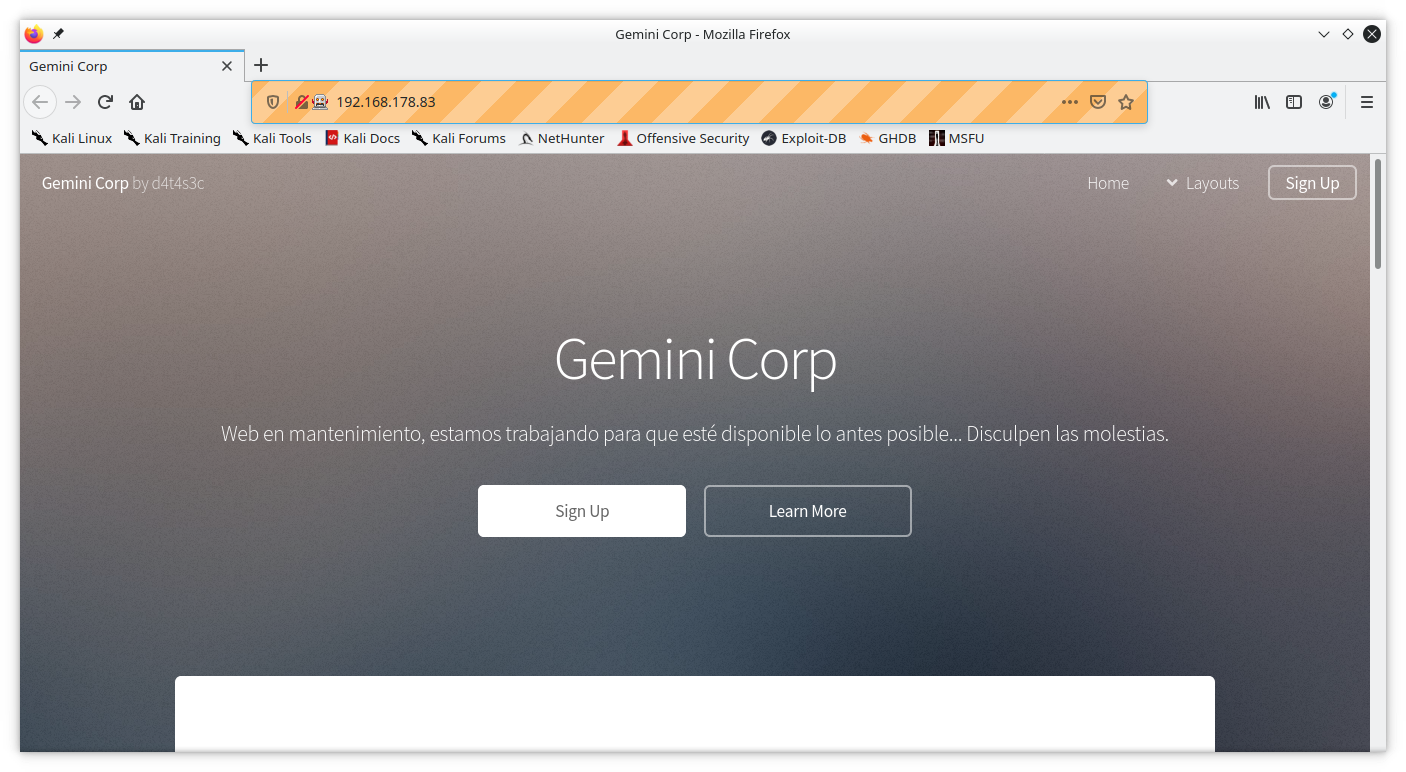 Gemini Corp - Mozilla Firefox
Gemini Corp
192.168.178.83
Kali Linux Kali Training Kali Tools Kali Docs Kali Forums NetHunter Offensive Security Exploit-DB GHDB MSFU
Gemini Corp by d4t4s3c Home Layouts Sign Up
Gemini Corp
Web en mantenimiento, estamos trabajando para que esté disponible lo antes posible... Disculpen las molestias.
Sign Up Learn More